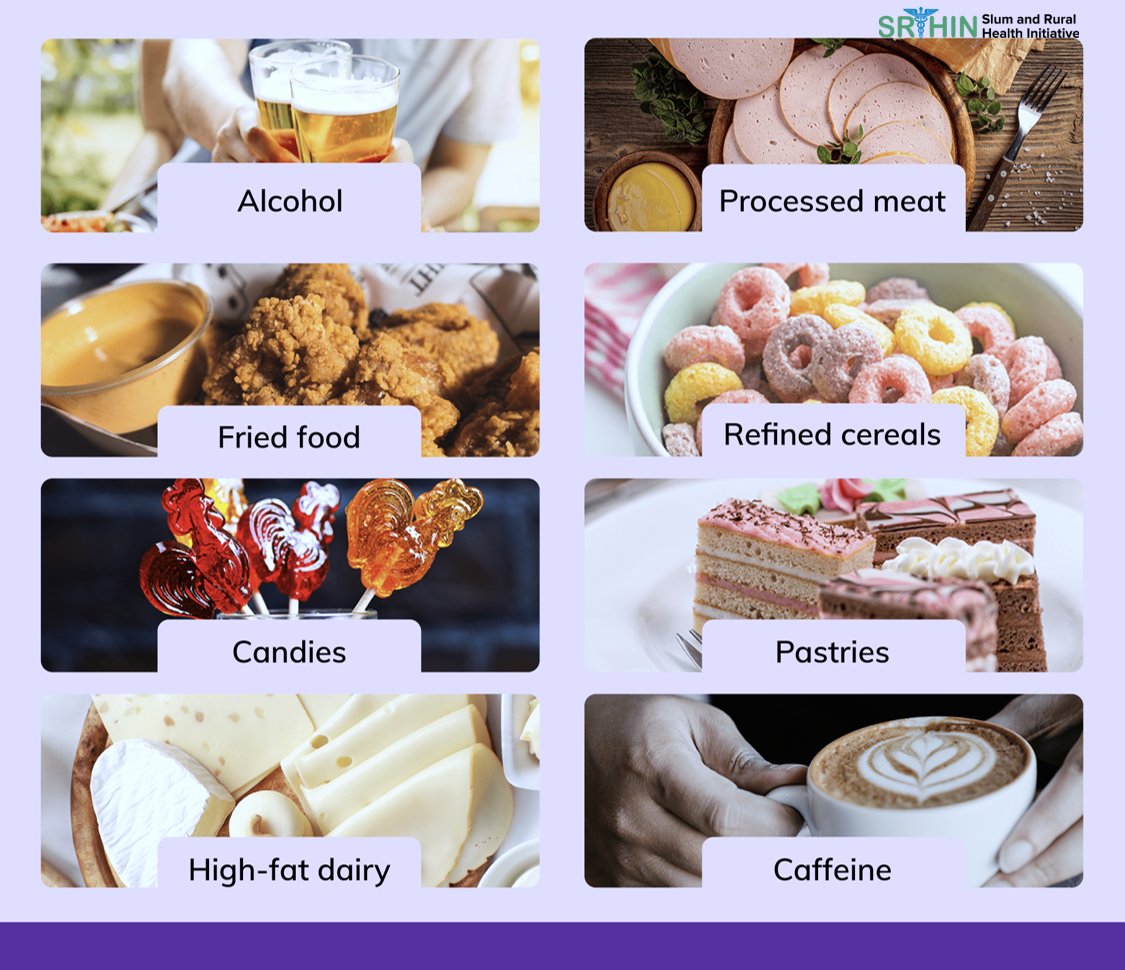 SRHIN Slum and Rural
Health Initiative
Alcohol
Processed meat
Fried food
Refined cereals
Candies
Pastries
High-fat dairy
Caffeine